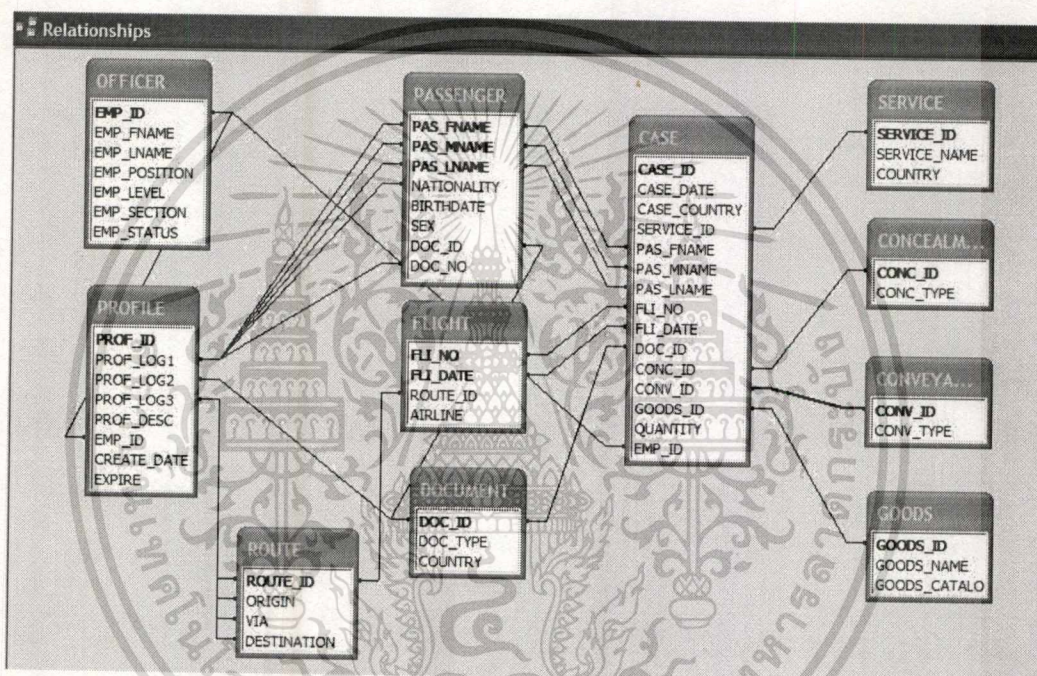 Relationships
OFFICER
EMP_ID
EMP_FNAME
EMP_LNAME
EMP_POSITION
EMP_LEVEL
EMP_SECTION
EMP_STATUS
PROFILE
PROF_ID
PROF_LOG1
PROF_LOG2
PROF_LOG3
PROF_DESC
EMP_ID
CREATE_DATE
EXPIRE
PASSENGER
PAS_FNAME
PAS_MNAME
PAS_LNAME
NATIONALITY
BIRTHDATE
SEX
DOC_ID
DOC_NO
FLIGHT
FLI_NO
FLI_DATE
ROUTE_ID
AIRLINE
DOCUMENT
DOC_ID
DOC_TYPE
COUNTRY
ROUTE
ROUTE_ID
ORIGIN
VIA
DESTINATION
CASE
CASE_ID
CASE_DATE
CASE_COUNTRY
SERVICE_ID
PAS_FNAME
PAS_MNAME
PAS_LNAME
FLI_NO
FLI_DATE
DOC_ID
CONC_ID
CONV_ID
GOODS_ID
QUANTITY
EMP_ID
SERVICE
SERVICE_ID
SERVICE_NAME
COUNTRY
CONCEALM...
CONC_ID
CONC_TYPE
CONVEYA...
CONV_ID
CONV_TYPE
GOODS
GOODS_ID
GOODS_NAME
GOODS_CATALO